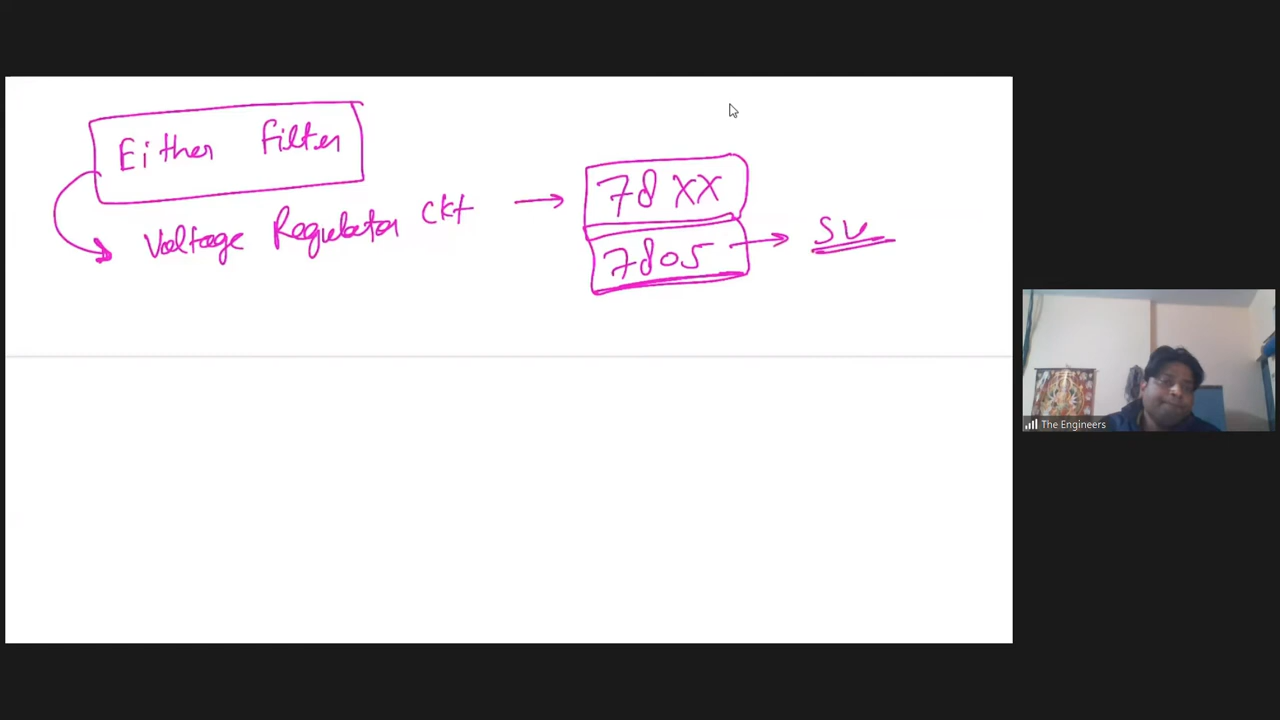 Either filter
Voltage Regulator Ckt → 78XX
7805 → 5V
The Engineers